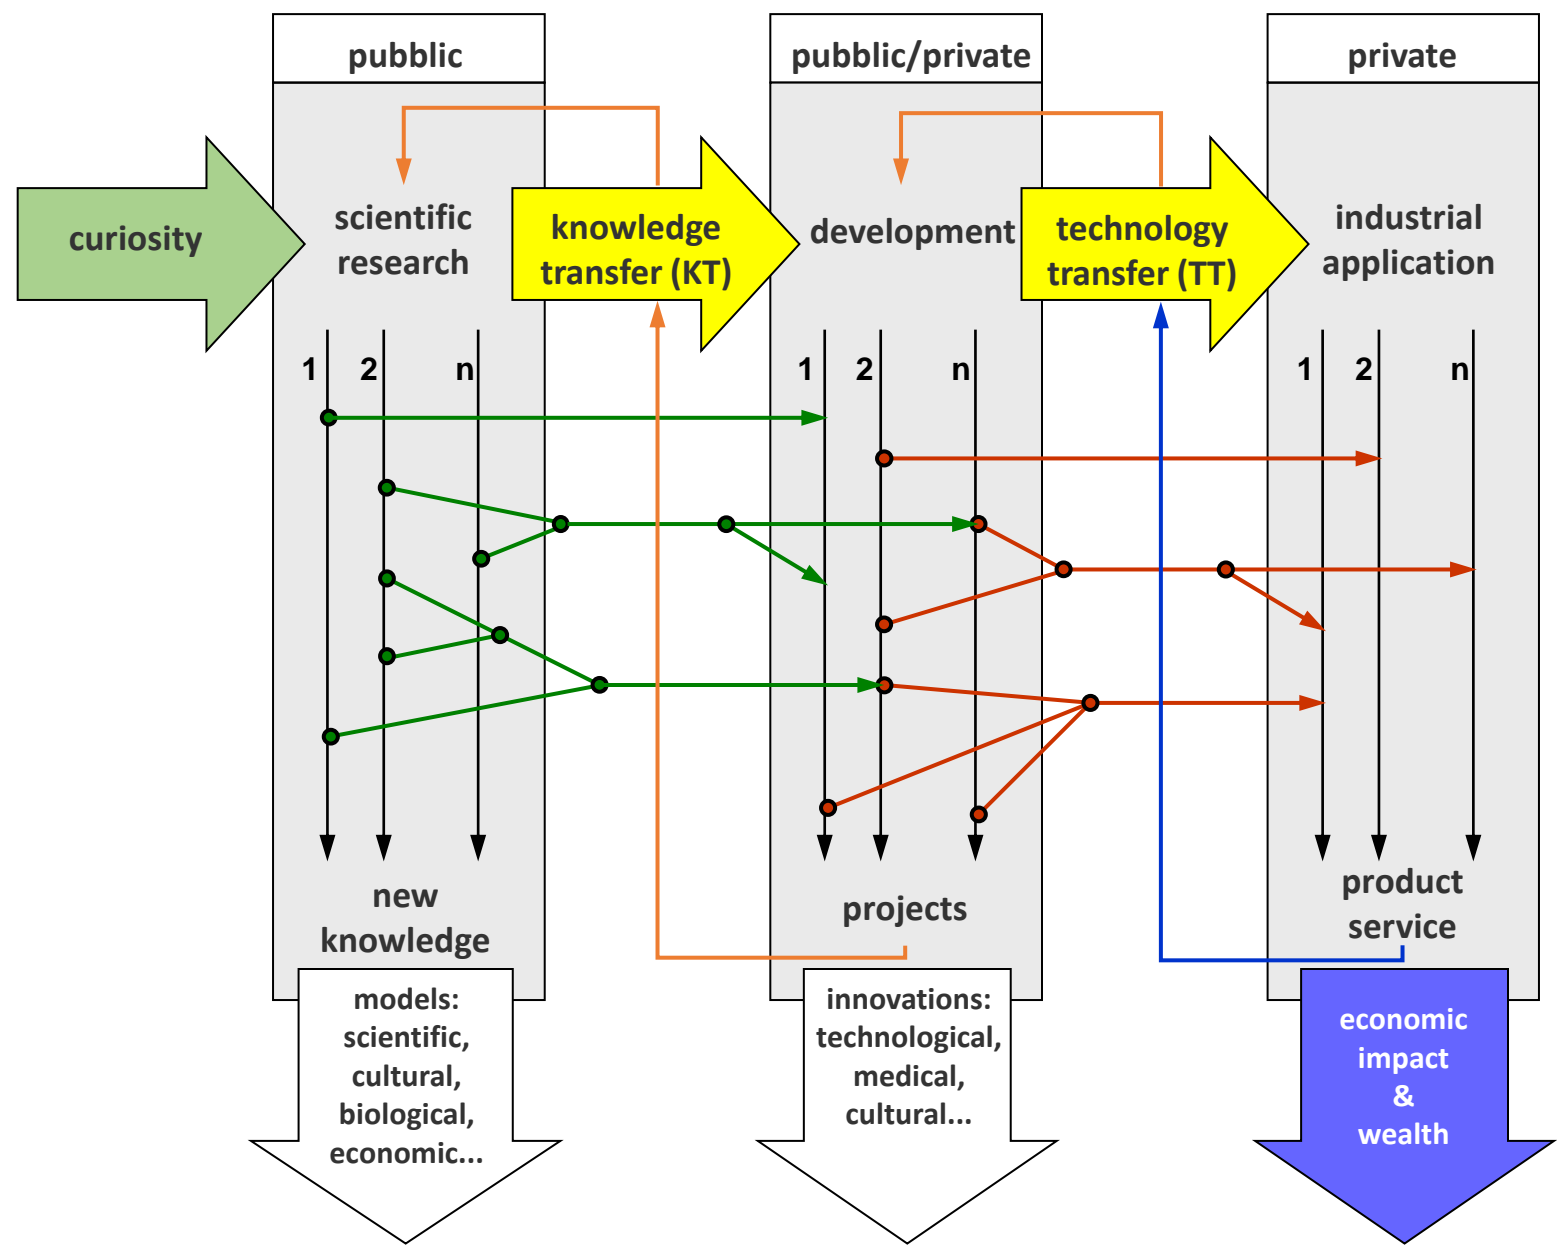 pubblic
pubblic/private
private
curiosity
scientific
research
knowledge
transfer (KT)
development
technology
transfer (TT)
industrial
application
1
2
n
1
2
n
1
2
n
new
knowledge
projects
product
service
models:
scientific,
cultural,
biological,
economic...
innovations:
technological,
medical,
cultural...
economic
impact
&
wealth